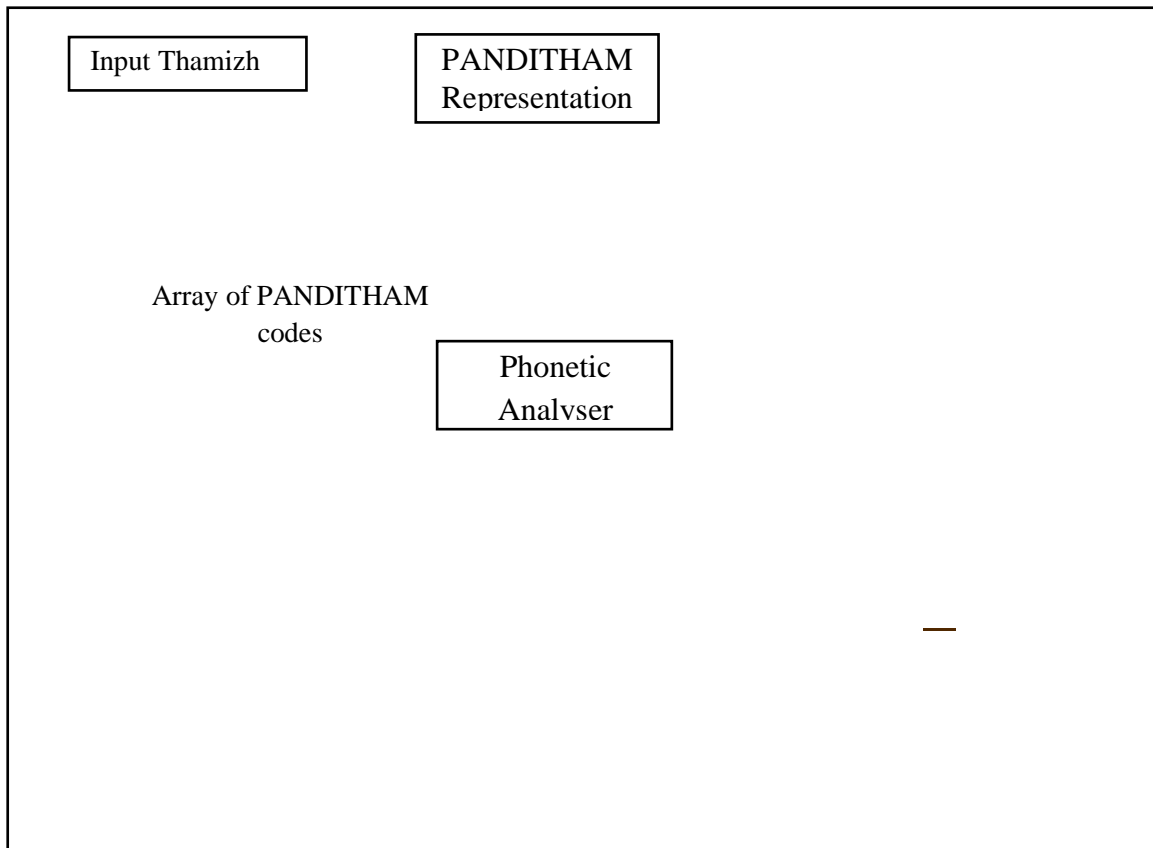 Input Thamizh
PANDITHAM
Representation
Array of PANDITHAM
codes
Phonetic
Analyser